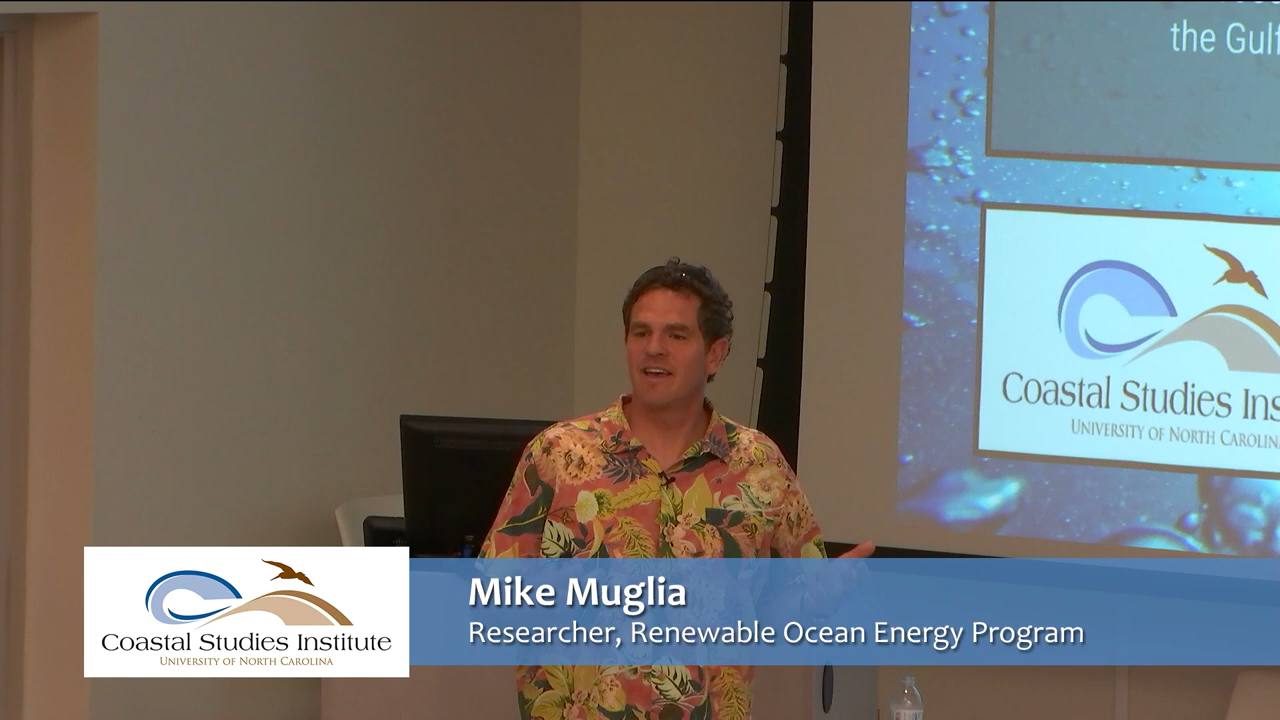 the Gulf
Coastal Studies Ins
UNIVERSITY OF NORTH CAROLINA
Mike Muglia
Researcher, Renewable Ocean Energy Program
Coastal Studies Institute
UNIVERSITY OF NORTH CAROLINA